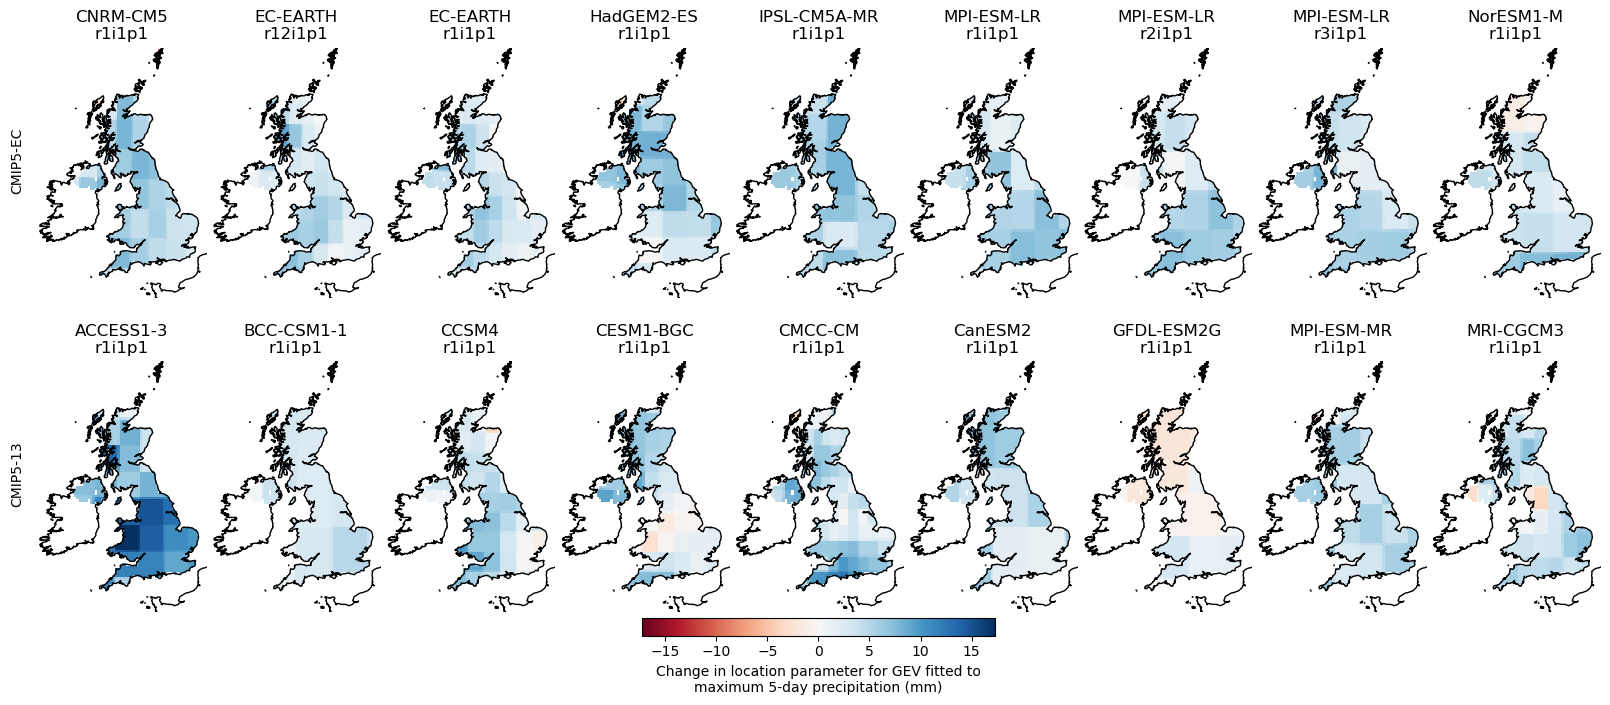 CNRM-CM5 EC-EARTH EC-EARTH HadGEM2-ES IPSL-CM5A-MR MPI-ESM-LR MPI-ESM-LR MPI-ESM-LR NorESM1-M
r1i1p1 r12i1p1 r1i1p1 r1i1p1 r1i1p1 r1i1p1 r2i1p1 r3i1p1 r1i1p1
CMIP5-EC
ACCESS1-3 BCC-CSM1-1 CCSM4 CESM1-BGC CMCC-CM CanESM2 GFDL-ESM2G MPI-ESM-MR MRI-CGCM3
r1i1p1 r1i1p1 r1i1p1 r1i1p1 r1i1p1 r1i1p1 r1i1p1 r1i1p1 r1i1p1
CMIP5-13
−15 −10 −5 0 5 10 15
Change in location parameter for GEV fitted to
maximum 5-day precipitation (mm)